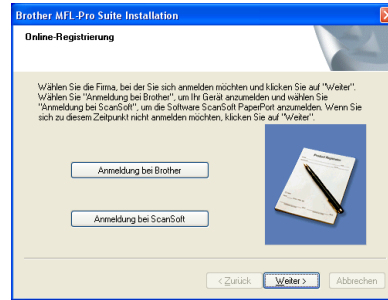 Brother MFL-Pro Suite Installation
Online-Registrierung
Wählen Sie die Firma, bei der Sie sich anmelden möchten und klicken Sie auf "Weiter".
Wählen Sie "Anmeldung bei Brother", um Ihr Gerät anzumelden und wählen Sie
"Anmeldung bei ScanSoft", um die Software ScanSoft PaperPort anzumelden. Wenn Sie
sich zu diesem Zeitpunkt nicht anmelden möchten, klicken Sie auf "Weiter".
Anmeldung bei Brother
Anmeldung bei ScanSoft
Product Registration
< Zurück
Weiter >
Abbrechen